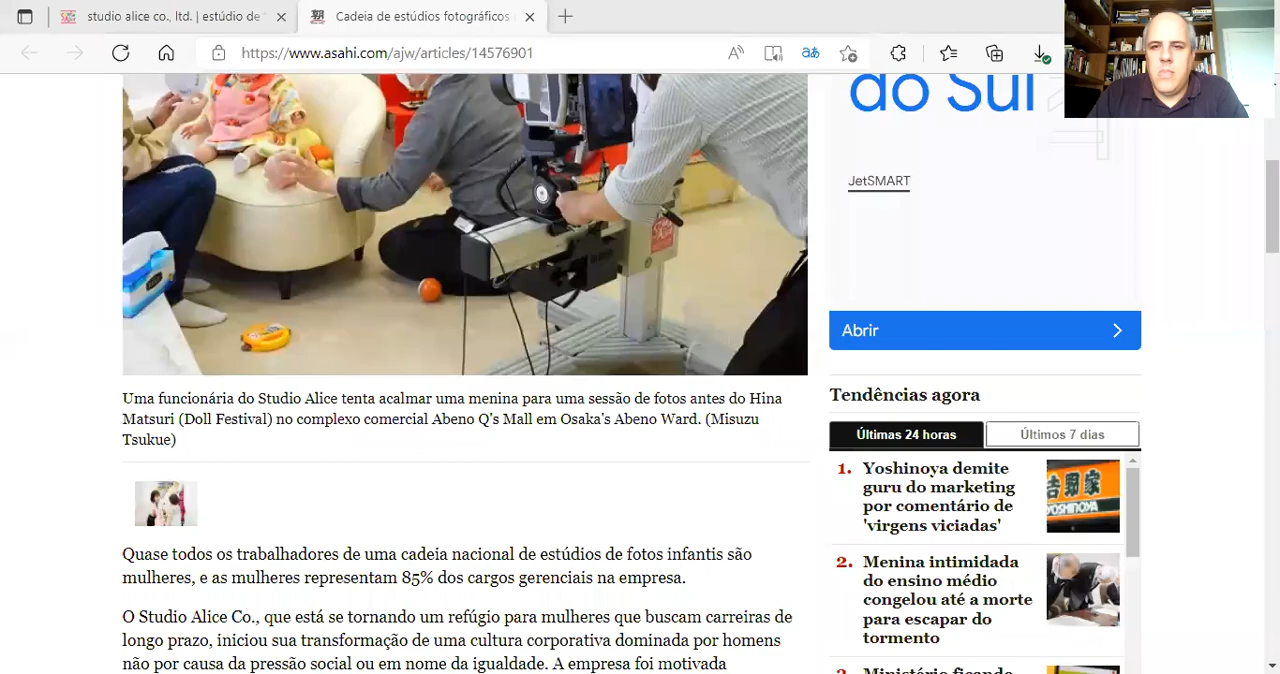 studio alice co., ltd. | estúdio de
Cadeia de estúdios fotográficos
https://www.asahi.com/ajw/articles/14576901
do Sul
JetSMART
Abrir
Uma funcionária do Studio Alice tenta acalmar uma menina para uma sessão de fotos antes do Hina
Matsuri (Doll Festival) no complexo comercial Abeno Q's Mall em Osaka's Abeno Ward. (Misuzu
Tsukue)
Quase todos os trabalhadores de uma cadeia nacional de estúdios de fotos infantis são
mulheres, e as mulheres representam 85% dos cargos gerenciais na empresa.
O Studio Alice Co., que está se tornando um refúgio para mulheres que buscam carreiras de
longo prazo, iniciou sua transformação de uma cultura corporativa dominada por homens
não por causa da pressão social ou em nome da igualdade. A empresa foi motivada
Tendências agora
Últimas 24 horas
Últimos 7 dias
1. Yoshinoya demite
guru do marketing
por comentário de
'virgens viciadas'
吉野家
YOSHINOYA
2. Menina intimidada
do ensino médio
congelou até a morte
para escapar do
tormento
Ministério ficando